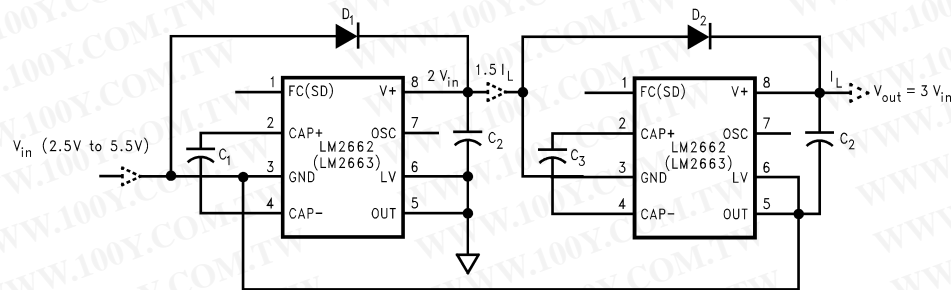 D1
D2
2 Vin
1.5 IL
IL
Vout = 3 Vin
Vin (2.5V to 5.5V)
1
FC(SD)
V+
8
2
CAP+
OSC
7
LM2662
(LM2663)
3
GND
LV
6
4
CAP-
OUT
5
C1
C2
1
FC(SD)
V+
8
2
CAP+
OSC
7
LM2662
(LM2663)
3
GND
LV
6
4
CAP-
OUT
5
C3
C2
WWW.100Y.COM.TW